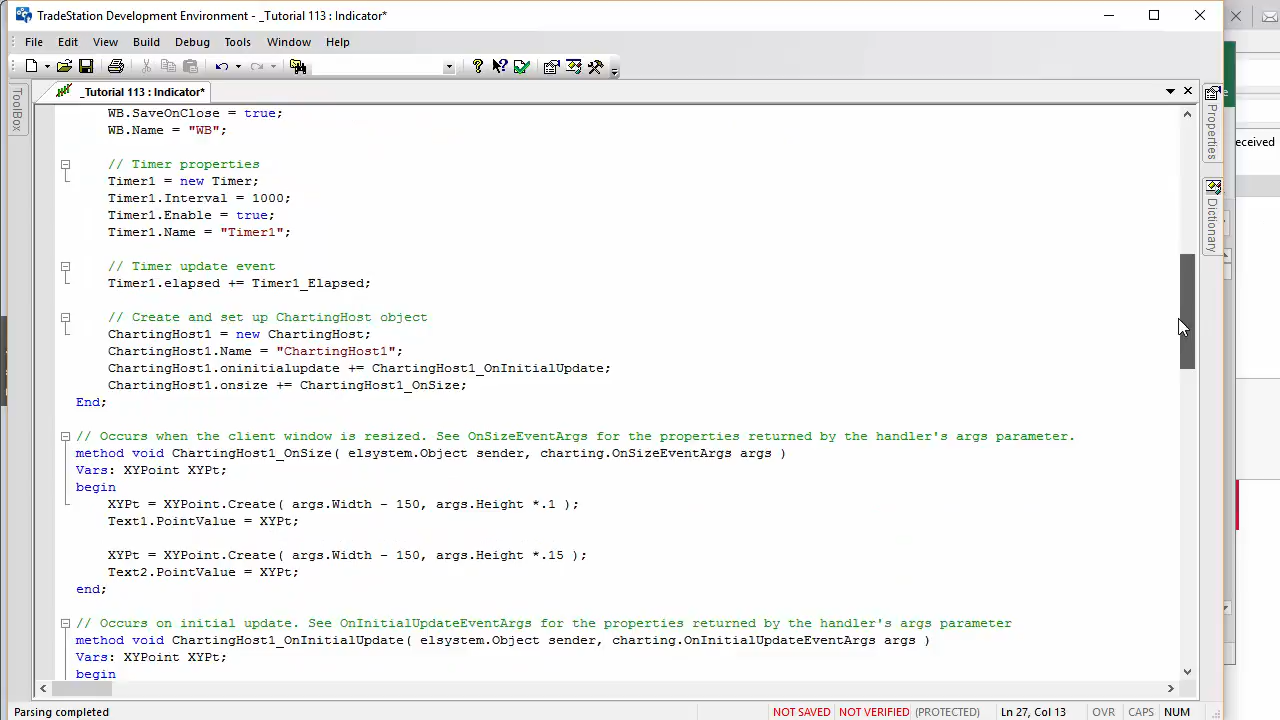 TradeStation Development Environment - _Tutorial 113 : Indicator*
File Edit View Build Debug Tools Window Help
_Tutorial 113 : Indicator*
ToolBox
Properties
Dictionary
eceived
WB.SaveOnClose = true;
WB.Name = "WB";
// Timer properties
Timer1 = new Timer;
Timer1.Interval = 1000;
Timer1.Enable = true;
Timer1.Name = "Timer1";
// Timer update event
Timer1.elapsed += Timer1_Elapsed;
// Create and set up ChartingHost object
ChartingHost1 = new ChartingHost;
ChartingHost1.Name = "ChartingHost1";
ChartingHost1.oninitialupdate += ChartingHost1_OnInitialUpdate;
ChartingHost1.onsize += ChartingHost1_OnSize;
End;
// Occurs when the client window is resized. See OnSizeEventArgs for the properties returned by the handler's args parameter.
method void ChartingHost1_OnSize( elsystem.Object sender, charting.OnSizeEventArgs args )
Vars: XYPoint XYPt;
begin
XYPt = XYPoint.Create( args.Width - 150, args.Height *.1 );
Text1.PointValue = XYPt;
XYPt = XYPoint.Create( args.Width - 150, args.Height *.15 );
Text2.PointValue = XYPt;
end;
// Occurs on initial update. See OnInitialUpdateEventArgs for the properties returned by the handler's args parameter
method void ChartingHost1_OnInitialUpdate( elsystem.Object sender, charting.OnInitialUpdateEventArgs args )
Vars: XYPoint XYPt;
begin
Parsing completed NOT SAVED NOT VERIFIED (PROTECTED) Ln 27, Col 13 OVR CAPS NUM